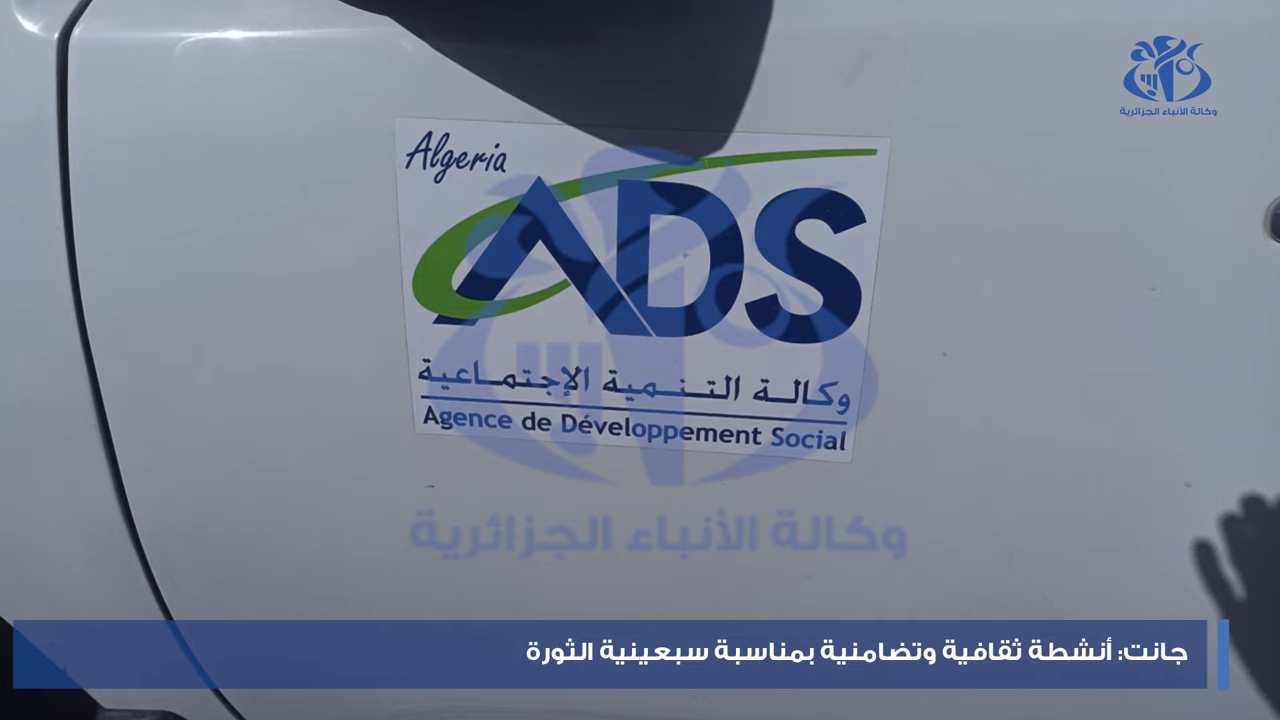 وكالة الأنباء الجزائرية
Algeria
ADS
وكالة التنمية الإجتماعية
Agence de Développement Social
وكالة الأنباء الجزائرية
جانت: أنشطة ثقافية وتضامنية بمناسبة سبعينية الثورة